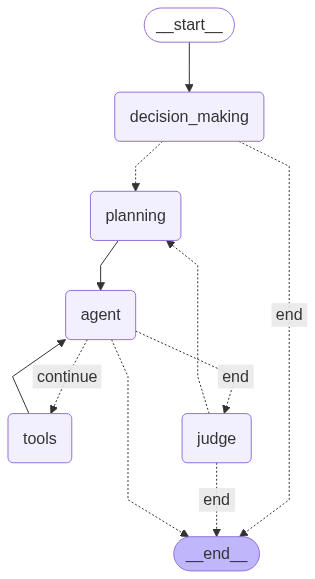 __start__
decision_making
planning
end
agent
continue
end
tools
judge
end
__end__